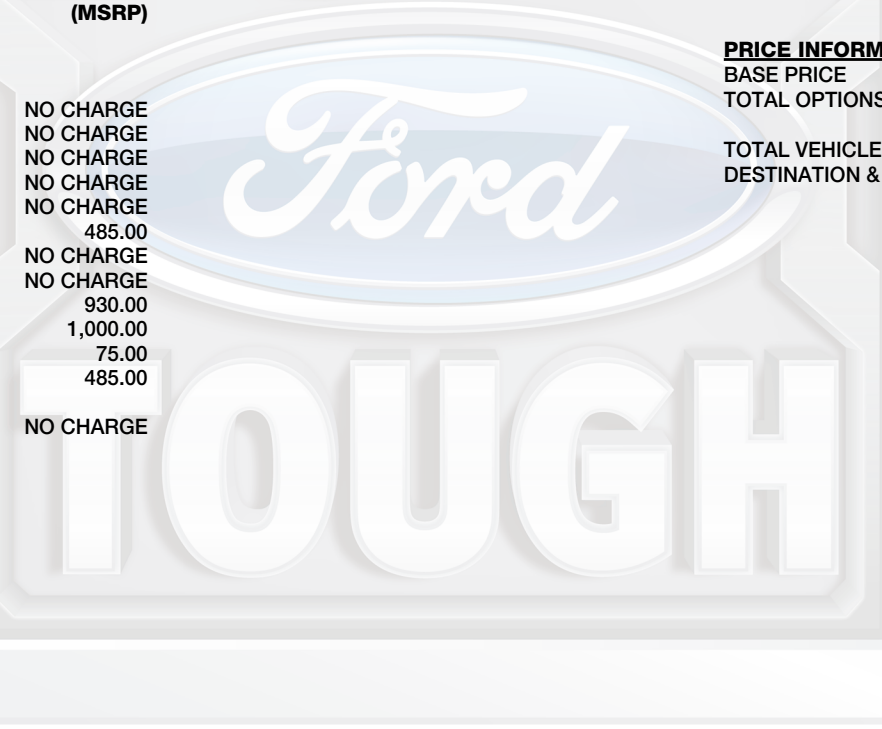 (MSRP)
NO CHARGE
NO CHARGE
NO CHARGE
NO CHARGE
NO CHARGE
485.00
NO CHARGE
NO CHARGE
930.00
1,000.00
75.00
485.00
NO CHARGE
PRICE INFORM
BASE PRICE
TOTAL OPTIONS
TOTAL VEHICLE
DESTINATION &
Ford
TOUGH